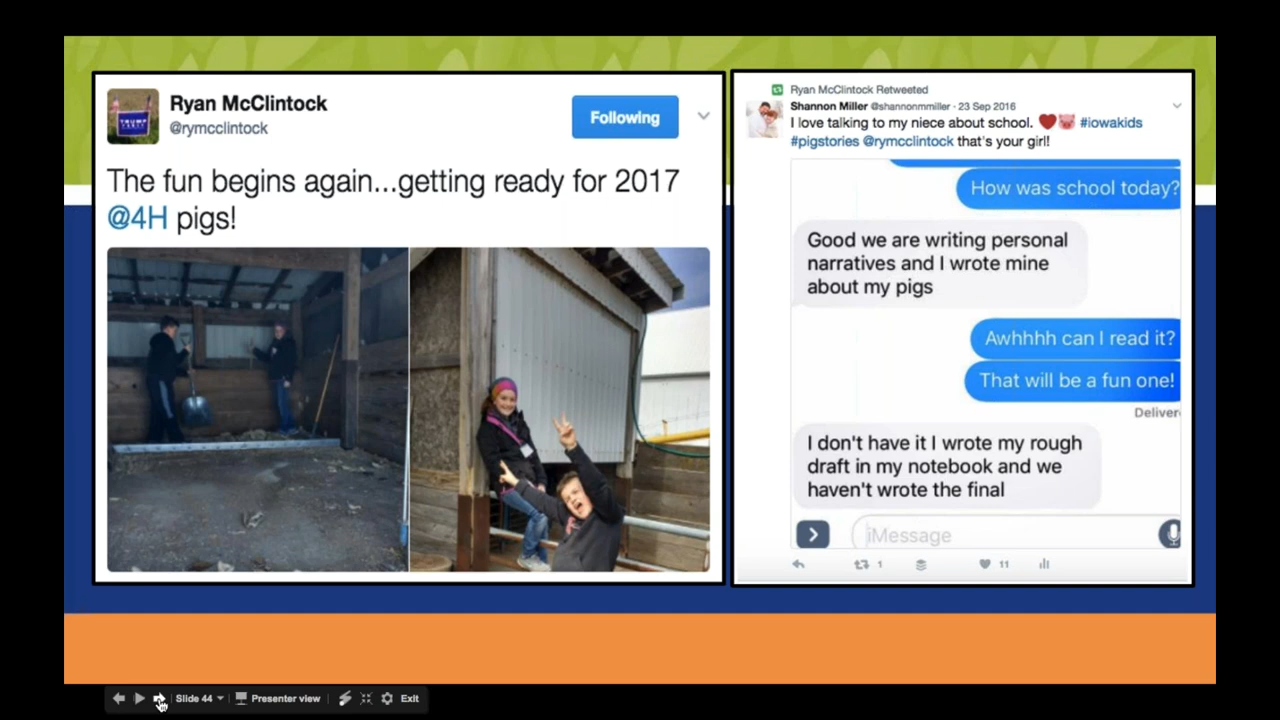 Ryan McClintock
@rymcclintock
Following
The fun begins again...getting ready for 2017
@4H pigs!
TRUMP
Ryan McClintock Retweeted
Shannon Miller @shannonmmiller · 23 Sep 2016
I love talking to my niece about school. ❤️🐷 #iowakids
#pigstories @rymcclintock that's your girl!
How was school today?
Good we are writing personal
narratives and I wrote mine
about my pigs
Awhhhh can I read it?
That will be a fun one!
Deliver
I don't have it I wrote my rough
draft in my notebook and we
haven't wrote the final
iMessage
1
11
Slide 44
Presenter view
Exit